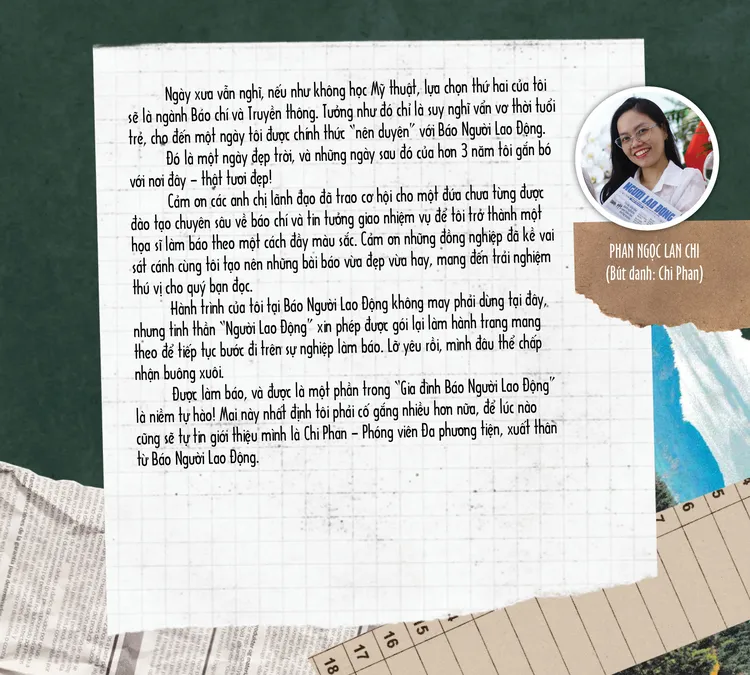 Ngày xưa vẫn nghĩ, nếu như không học Mỹ thuật, lựa chọn thứ hai của tôi
sẽ là ngành Báo chí và Truyền thông. Tưởng như đó chỉ là suy nghĩ vẩn vơ thời tuổi
trẻ, cho đến một ngày tôi được chính thức "nên duyên" với Báo Người Lao Động.
Đó là một ngày đẹp trời, và những ngày sau đó của hơn 3 năm tôi gắn bó
với nơi đây – thật tươi đẹp!
Cảm ơn các anh chị lãnh đạo đã trao cơ hội cho một đứa chưa từng được
đào tạo chuyên sâu về báo chí và tin tưởng giao nhiệm vụ để tôi trở thành một
họa sĩ làm báo theo một cách đầy màu sắc. Cảm ơn những đồng nghiệp đã kề vai
sát cánh cùng tôi tạo nên những bài báo vừa đẹp vừa hay, mang đến trải nghiệm
thú vị cho quý bạn đọc.
Hành trình của tôi tại Báo Người Lao Động không may phải dừng tại đây,
nhưng tinh thần "Người Lao Động" xin phép được gói lại làm hành trang mang
theo để tiếp tục bước đi trên sự nghiệp làm báo. Lỡ yêu rồi, mình đâu thể chấp
nhận buông xuôi.
Được làm báo, và được là một phần trong "Gia đình Báo Người Lao Động"
là niềm tự hào! Mai này nhất định tôi phải cố gắng nhiều hơn nữa, để lúc nào
cũng sẽ tự tin giới thiệu mình là Chi Phan – Phóng viên Đa phương tiện, xuất thân
từ Báo Người Lao Động.
NGƯỜI LAO ĐỘNG
PHAN NGỌC LAN CHI
(Bút danh: Chi Phan)
18
17
16
15
7
6
5